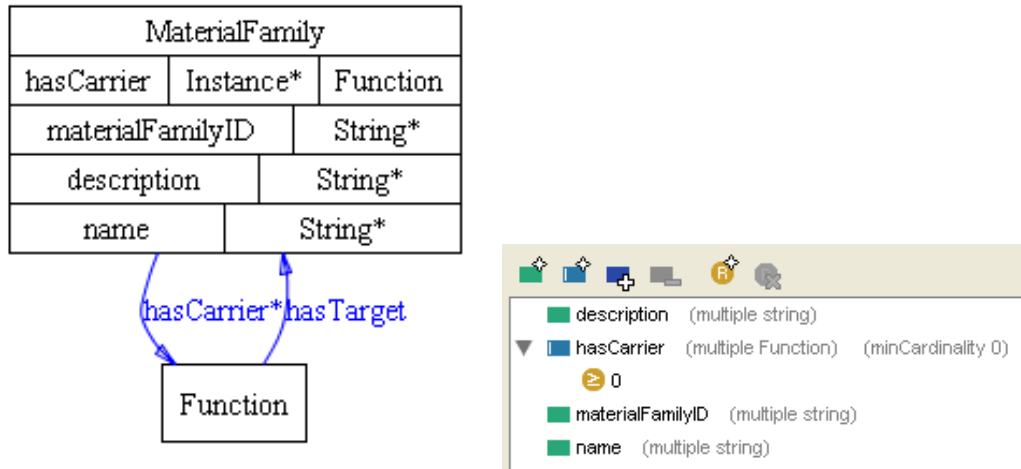 MaterialFamily
hasCarrier Instance* Function
materialFamilyID String*
description String*
name String*
hasCarrier* hasTarget
Function
R
description (multiple string)
hasCarrier (multiple Function) (minCardinality 0)
≥ 0
materialFamilyID (multiple string)
name (multiple string)